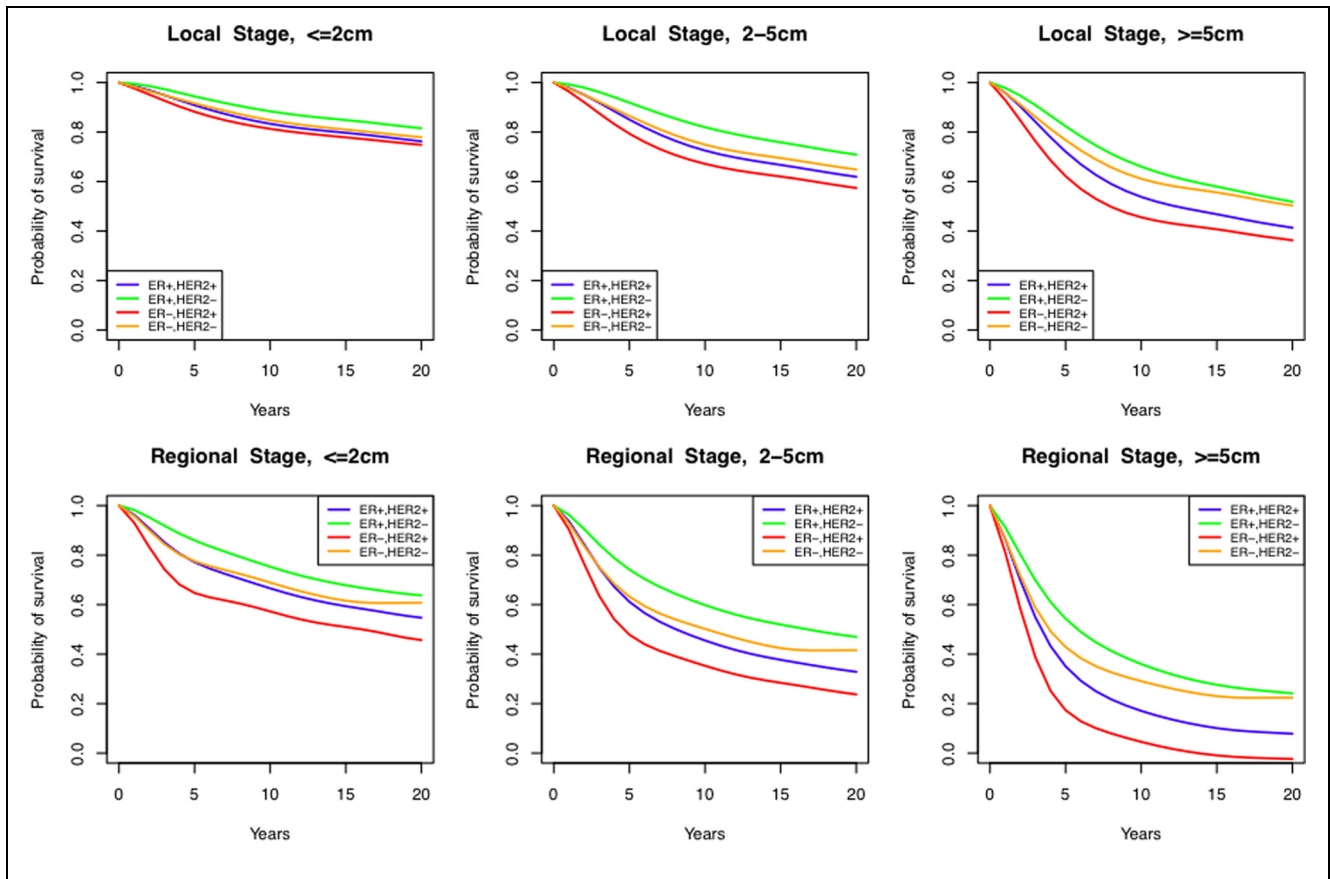 Local Stage, <=2cm
Probability of survival
1.0
0.8
0.6
0.4
0.2
0.0
ER+,HER2+
ER+,HER2−
ER−,HER2+
ER−,HER2−
0 5 10 15 20
Years
Local Stage, 2−5cm
Probability of survival
1.0
0.8
0.6
0.4
0.2
0.0
ER+,HER2+
ER+,HER2−
ER−,HER2+
ER−,HER2−
0 5 10 15 20
Years
Local Stage, >=5cm
Probability of survival
1.0
0.8
0.6
0.4
0.2
0.0
ER+,HER2+
ER+,HER2−
ER−,HER2+
ER−,HER2−
0 5 10 15 20
Years
Regional Stage, <=2cm
Probability of survival
1.0
0.8
0.6
0.4
0.2
0.0
ER+,HER2+
ER+,HER2−
ER−,HER2+
ER−,HER2−
0 5 10 15 20
Years
Regional Stage, 2−5cm
Probability of survival
1.0
0.8
0.6
0.4
0.2
0.0
ER+,HER2+
ER+,HER2−
ER−,HER2+
ER−,HER2−
0 5 10 15 20
Years
Regional Stage, >=5cm
Probability of survival
1.0
0.8
0.6
0.4
0.2
0.0
ER+,HER2+
ER+,HER2−
ER−,HER2+
ER−,HER2−
0 5 10 15 20
Years